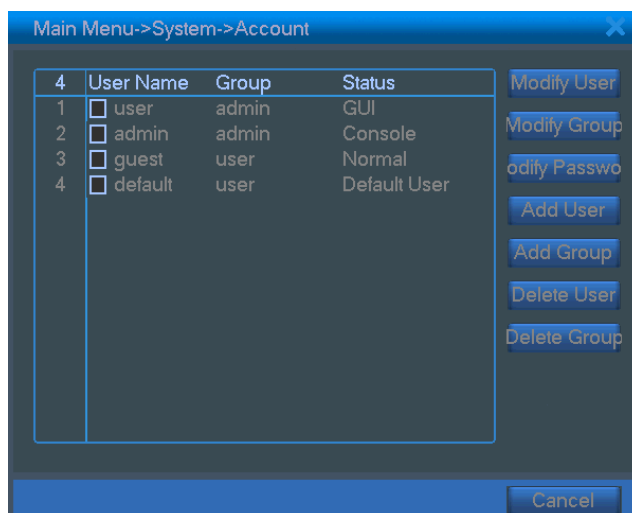 Main Menu->System->Account
4 User Name Group Status
1 user admin GUI
2 admin admin Console
3 guest user Normal
4 default user Default User
Modify User
Modify Group
odify Passwo
Add User
Add Group
Delete User
Delete Group
Cancel